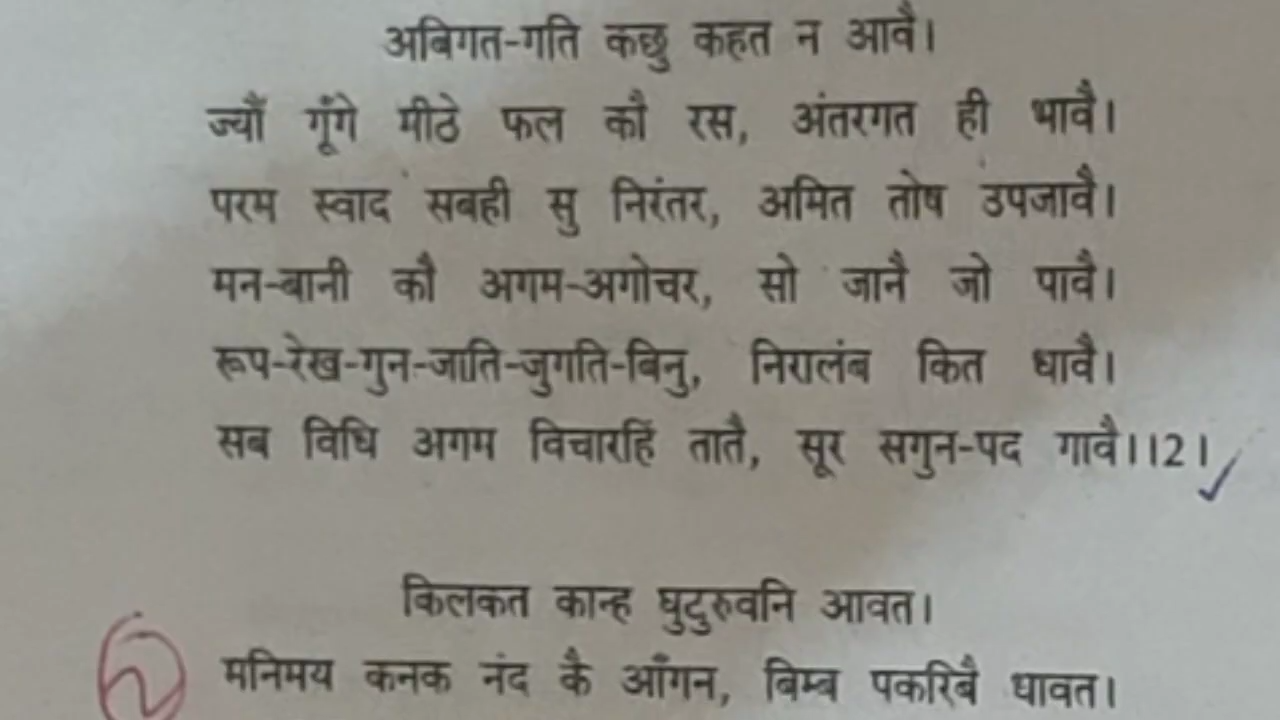 अबिगत-गति कछु कहत न आवै।
ज्यौं गूँगे मीठे फल कौ रस, अंतरगत ही भावै।
परम स्वाद सबही सु निरंतर, अमित तोष उपजावै।
मन-बानी कौ अगम-अगोचर, सो जानै जो पावै।
रूप-रेख-गुन-जाति-जुगति-बिनु, निरालंब कित धावै।
सब विधि अगम विचारहिं तातै, सूर सगुन-पद गावै।।2।
किलकत कान्ह घुटुरुवनि आवत।
मनिमय कनक नंद कै आँगन, बिम्ब पकरिबै धावत।